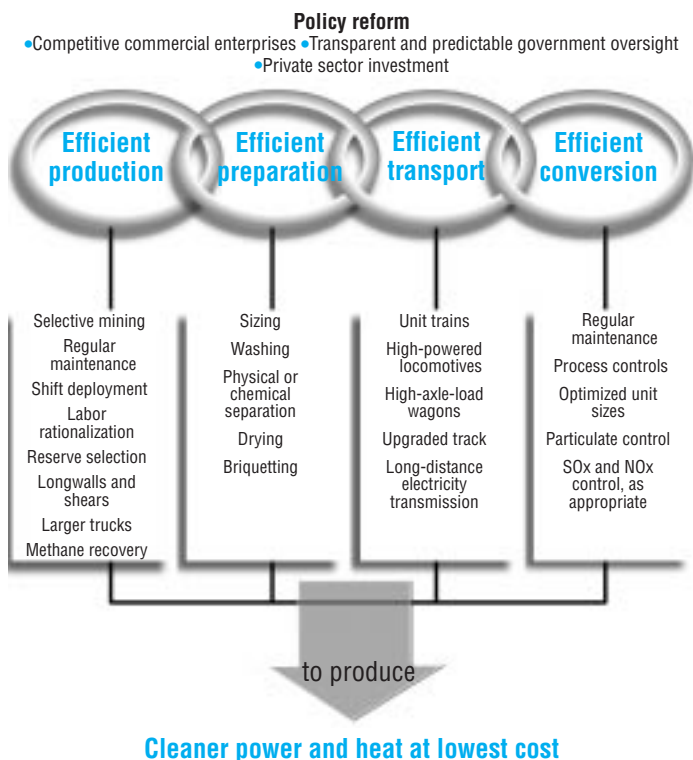 Policy reform
•Competitive commercial enterprises •Transparent and predictable government oversight
•Private sector investment
Efficient
production
Efficient
preparation
Efficient
transport
Efficient
conversion
Selective mining
Regular
maintenance
Shift deployment
Labor
rationalization
Reserve selection
Longwalls and
shears
Larger trucks
Methane recovery
Sizing
Washing
Physical or
chemical
separation
Drying
Briquetting
Unit trains
High-powered
locomotives
High-axle-load
wagons
Upgraded track
Long-distance
electricity
transmission
Regular
maintenance
Process controls
Optimized unit
sizes
Particulate control
SOx and NOx
control, as
appropriate
to produce
Cleaner power and heat at lowest cost